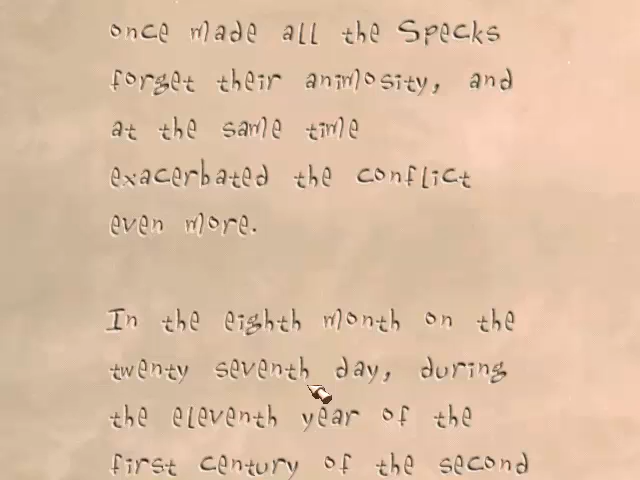 once made all the Specks
forget their animosity, and
at the same time
exacerbated the conflict
even more.
In the eighth month on the
twenty seventh day, during
the eleventh year of the
first century of the second